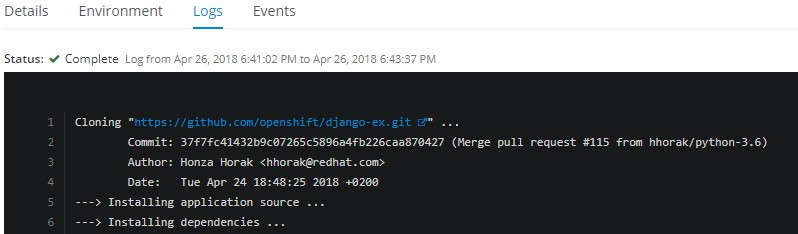 Details Environment Logs Events
Status: ✔ Complete Log from Apr 26, 2018 6:41:02 PM to Apr 26, 2018 6:43:37 PM
1 Cloning "https://github.com/openshift/django-ex.git" ...
2 Commit: 37f7fc41432b9c07265c5896a4fb226caa870427 (Merge pull request #115 from hhorak/python-3.6)
3 Author: Honza Horak <hhorak@redhat.com>
4 Date: Tue Apr 24 18:48:25 2018 +0200
5 ---> Installing application source ...
6 ---> Installing dependencies ...